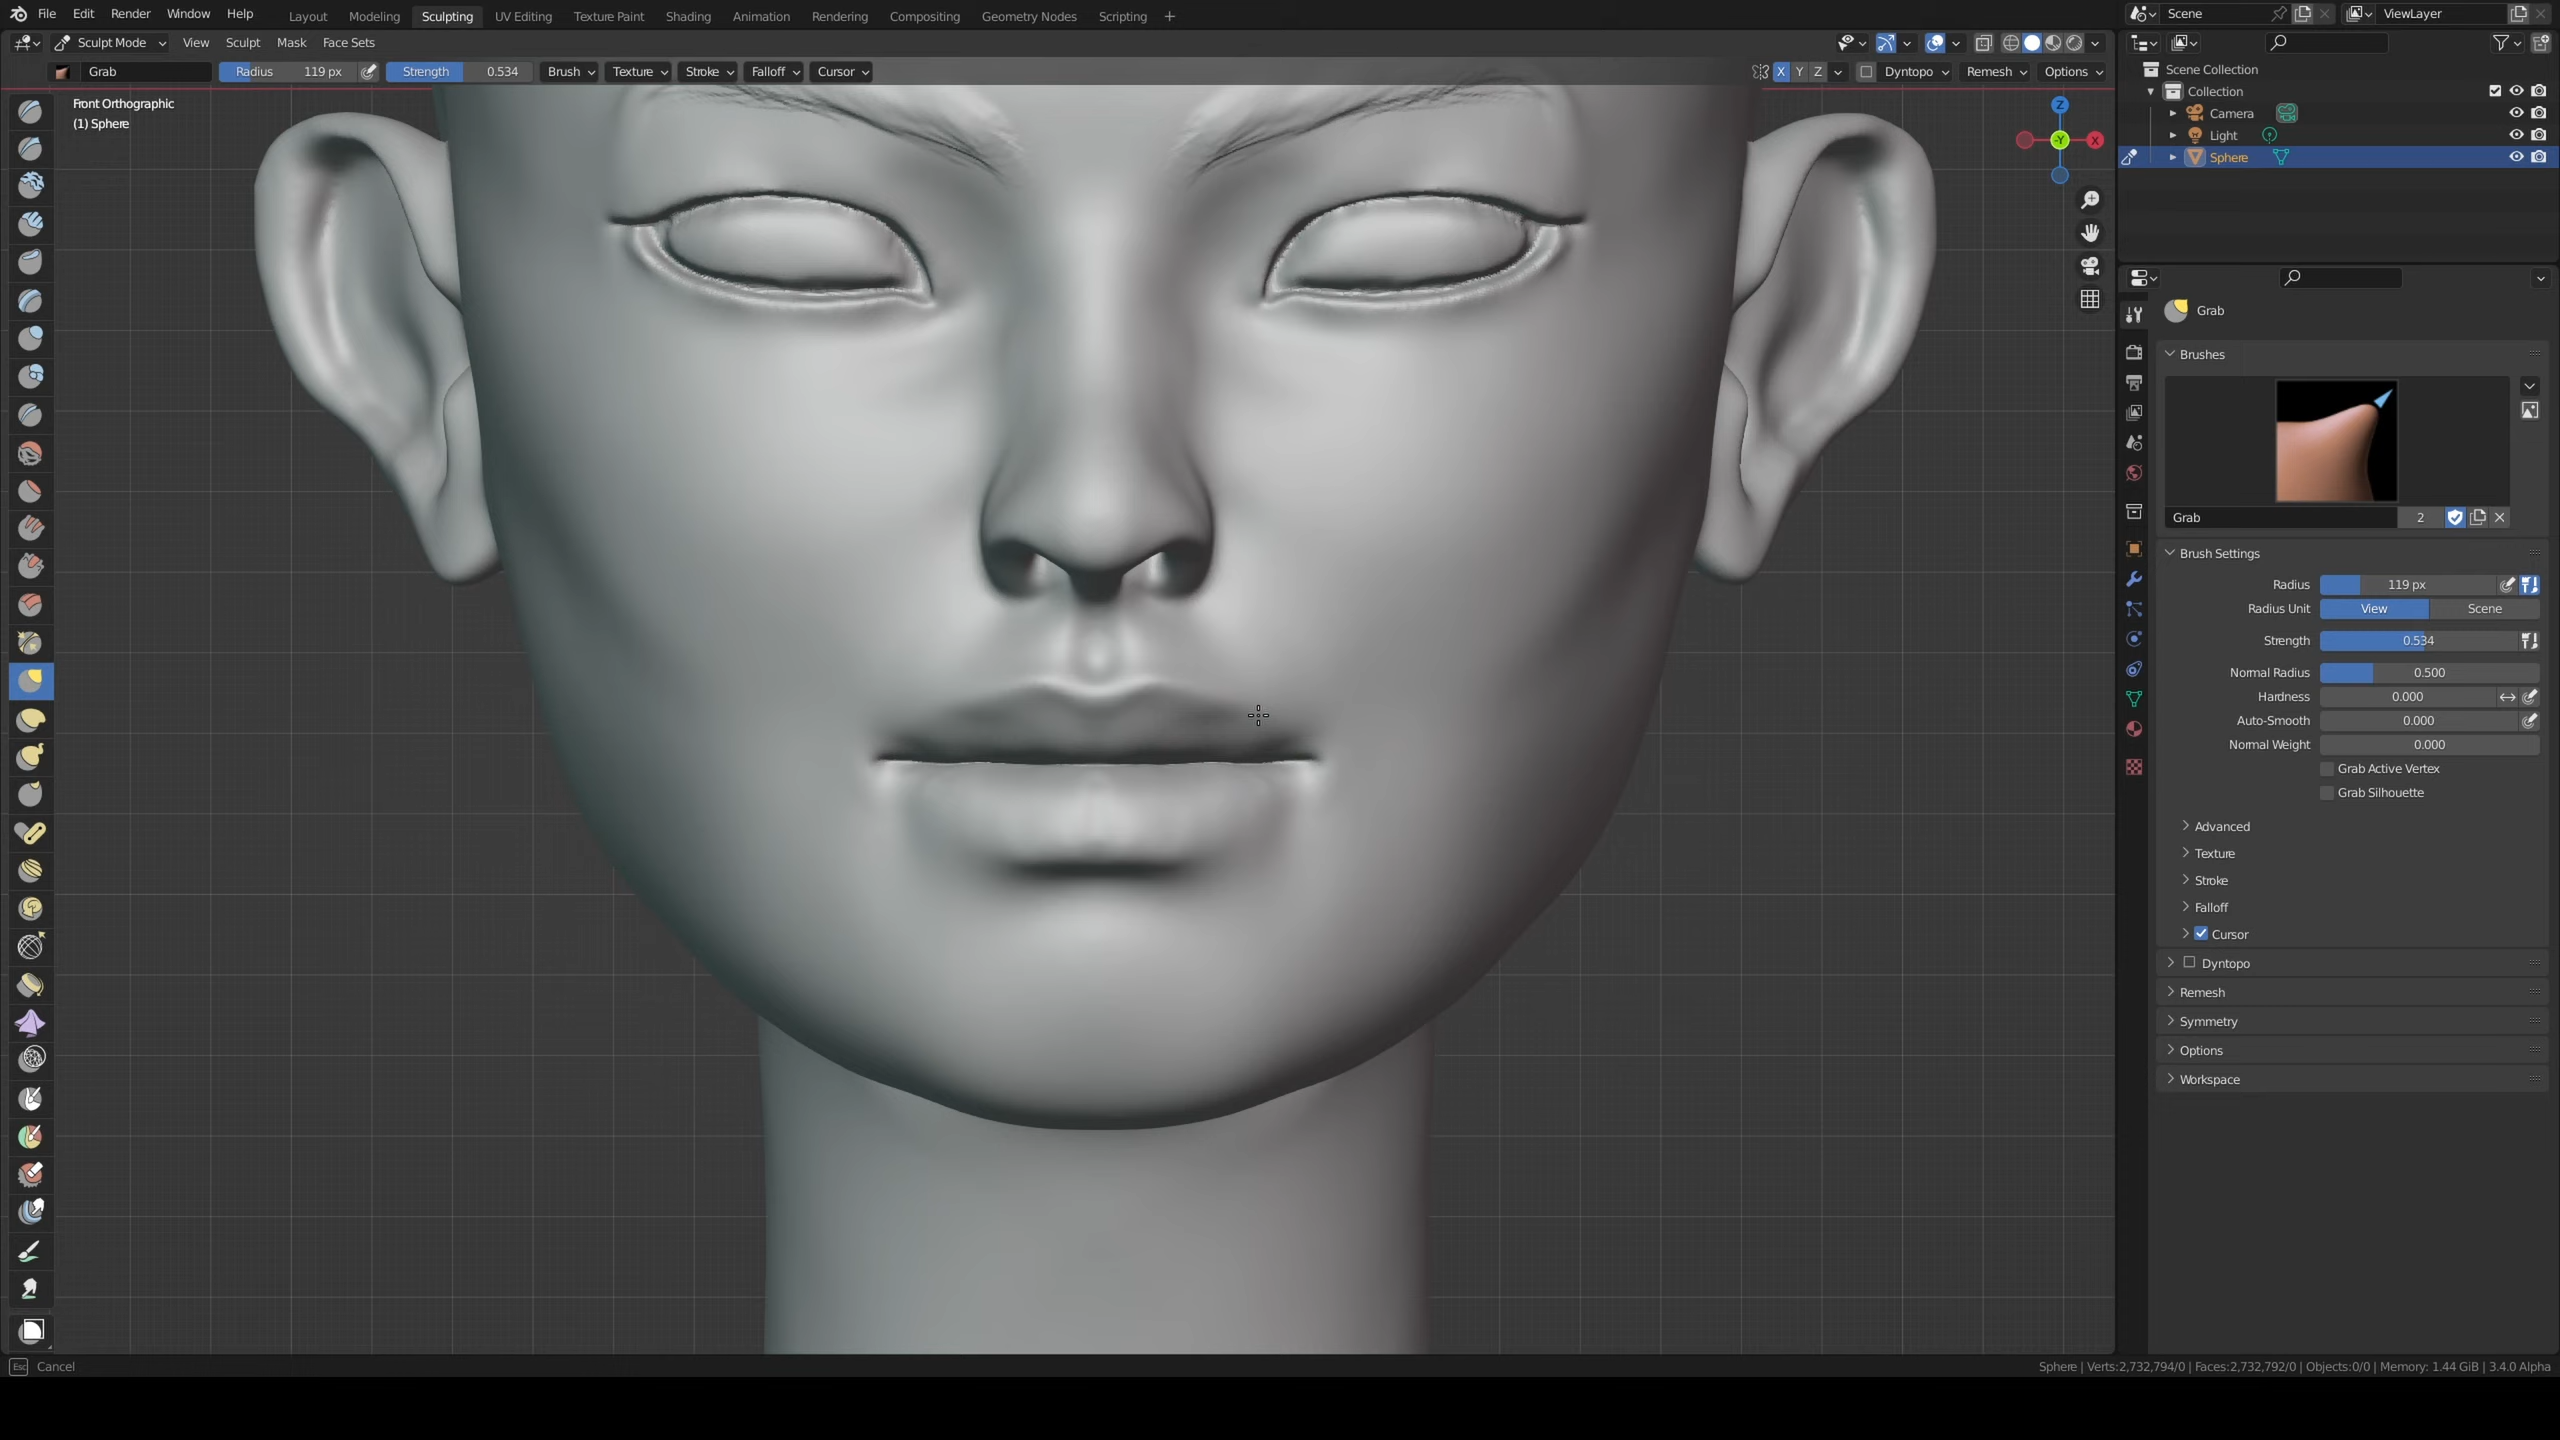 File Edit Render Window Help Layout Modeling Sculpting UV Editing Texture Paint Shading Animation Rendering Compositing Geometry Nodes Scripting + Scene ViewLayer
Sculpt Mode View Sculpt Mask Face Sets
Grab Radius 119 px Strength 0.534 Brush Texture Stroke Falloff Cursor X Y Z Dyntopo Remesh Options
Front Orthographic
(1) Sphere
Z
-Y X
Scene Collection
Collection
Camera
Light
Sphere
Grab
Brushes
Grab 2
Brush Settings
Radius 119 px
Radius Unit View Scene
Strength 0.534
Normal Radius 0.500
Hardness 0.000
Auto-Smooth 0.000
Normal Weight 0.000
Grab Active Vertex
Grab Silhouette
Advanced
Texture
Stroke
Falloff
Cursor
Dyntopo
Remesh
Symmetry
Options
Workspace
Esc Cancel
Sphere | Verts:2,732,794/0 | Faces:2,732,792/0 | Objects:0/0 | Memory: 1.44 GiB | 3.4.0 Alpha